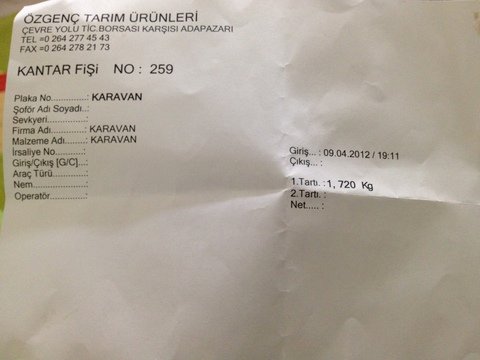 ÖZGENÇ TARIM ÜRÜNLERİ
ÇEVRE YOLU TİC.BORSASI KARŞISI ADAPAZARI
TEL =0 264 277 45 43
FAX =0 264 278 21 73
KANTAR FİŞİ NO : 259
Plaka No..............: KARAVAN
Şoför Adı Soyadı..:
Sevkyeri..............:
Firma Adı............: KARAVAN
Malzeme Adı.......: KARAVAN
İrsaliye No...........:
Giriş/Çıkış [G/C]...:
Araç Türü............:
Nem....................:
Operatör..............:
Giriş... : 09.04.2012 / 19:11
Çıkış... :
1.Tartı. : 1, 720 Kg
2.Tartı. :
Net..... :